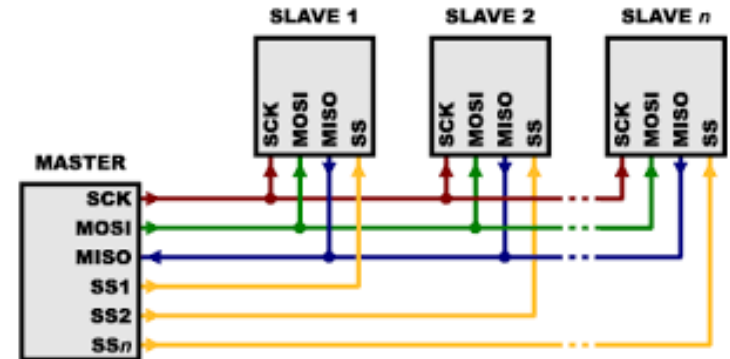 SLAVE 1 SLAVE 2 SLAVE n
SCK MOSI MISO SS SCK MOSI MISO SS SCK MOSI MISO SS
MASTER
SCK
MOSI
MISO
SS1
SS2
SSn